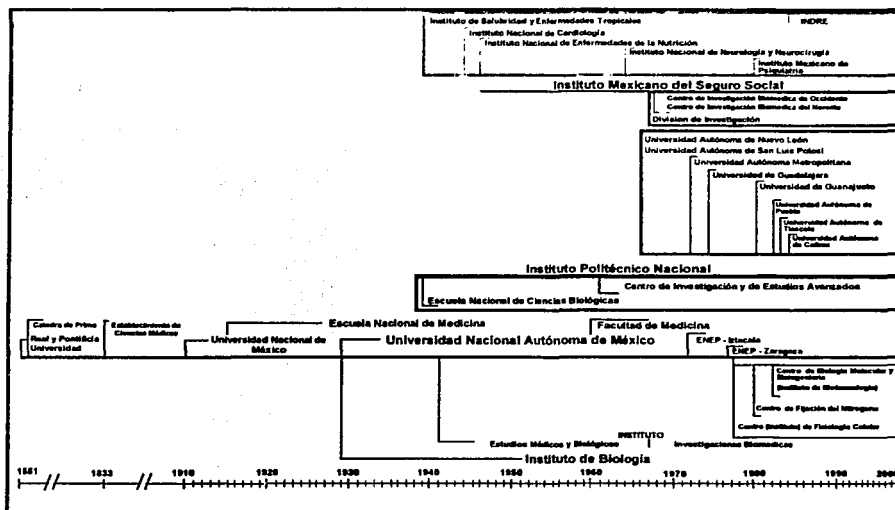 Instituto de Salubridad y Enfermedades Tropicales
INDRE
Instituto Nacional de Cardiología
Instituto Nacional de Enfermedades de la Nutrición
Instituto Nacional de Neurología y Neurocirugía
Instituto Mexicano de
Psiquiatría
Instituto Mexicano del Seguro Social
Centro de Investigación Biomedica de Occidente
Centro de Investigación Biomedica del Noreste
División de Investigación
Universidad Autónoma de Nuevo León
Universidad Autónoma de San Luis Potosí
Universidad Autónoma Metropolitana
Universidad de Guadalajara
Universidad de Guanajuato
Universidad Autónoma de
Puebla
Universidad Autónoma de
Tlaxcala
Universidad Autónoma
de Colima
Instituto Politécnico Nacional
Centro de Investigación y de Estudios Avanzados
Escuela Nacional de Ciencias Biológicas
Catedra de Prima
Establecimiento de
Ciencias Médicas
Escuela Nacional de Medicina
Facultad de Medicina
Real y Pontificia
Universidad
Universidad Nacional de
México
Universidad Nacional Autónoma de México
ENEP - Iztacala
ENEP - Zaragoza
Centro de Biología Molecular y
(Instituto de Biotecnología)
Centro de Fijación del Nitrógeno
Centro (Instituto) de Fisiología Celular
INSTITUTO
Estudios Médicos y Biológicos
Investigaciones Biomedicas
Instituto de Biología
1551 1833 1910 1920 1930 1940 1950 1960 1970 1980 1990 2000